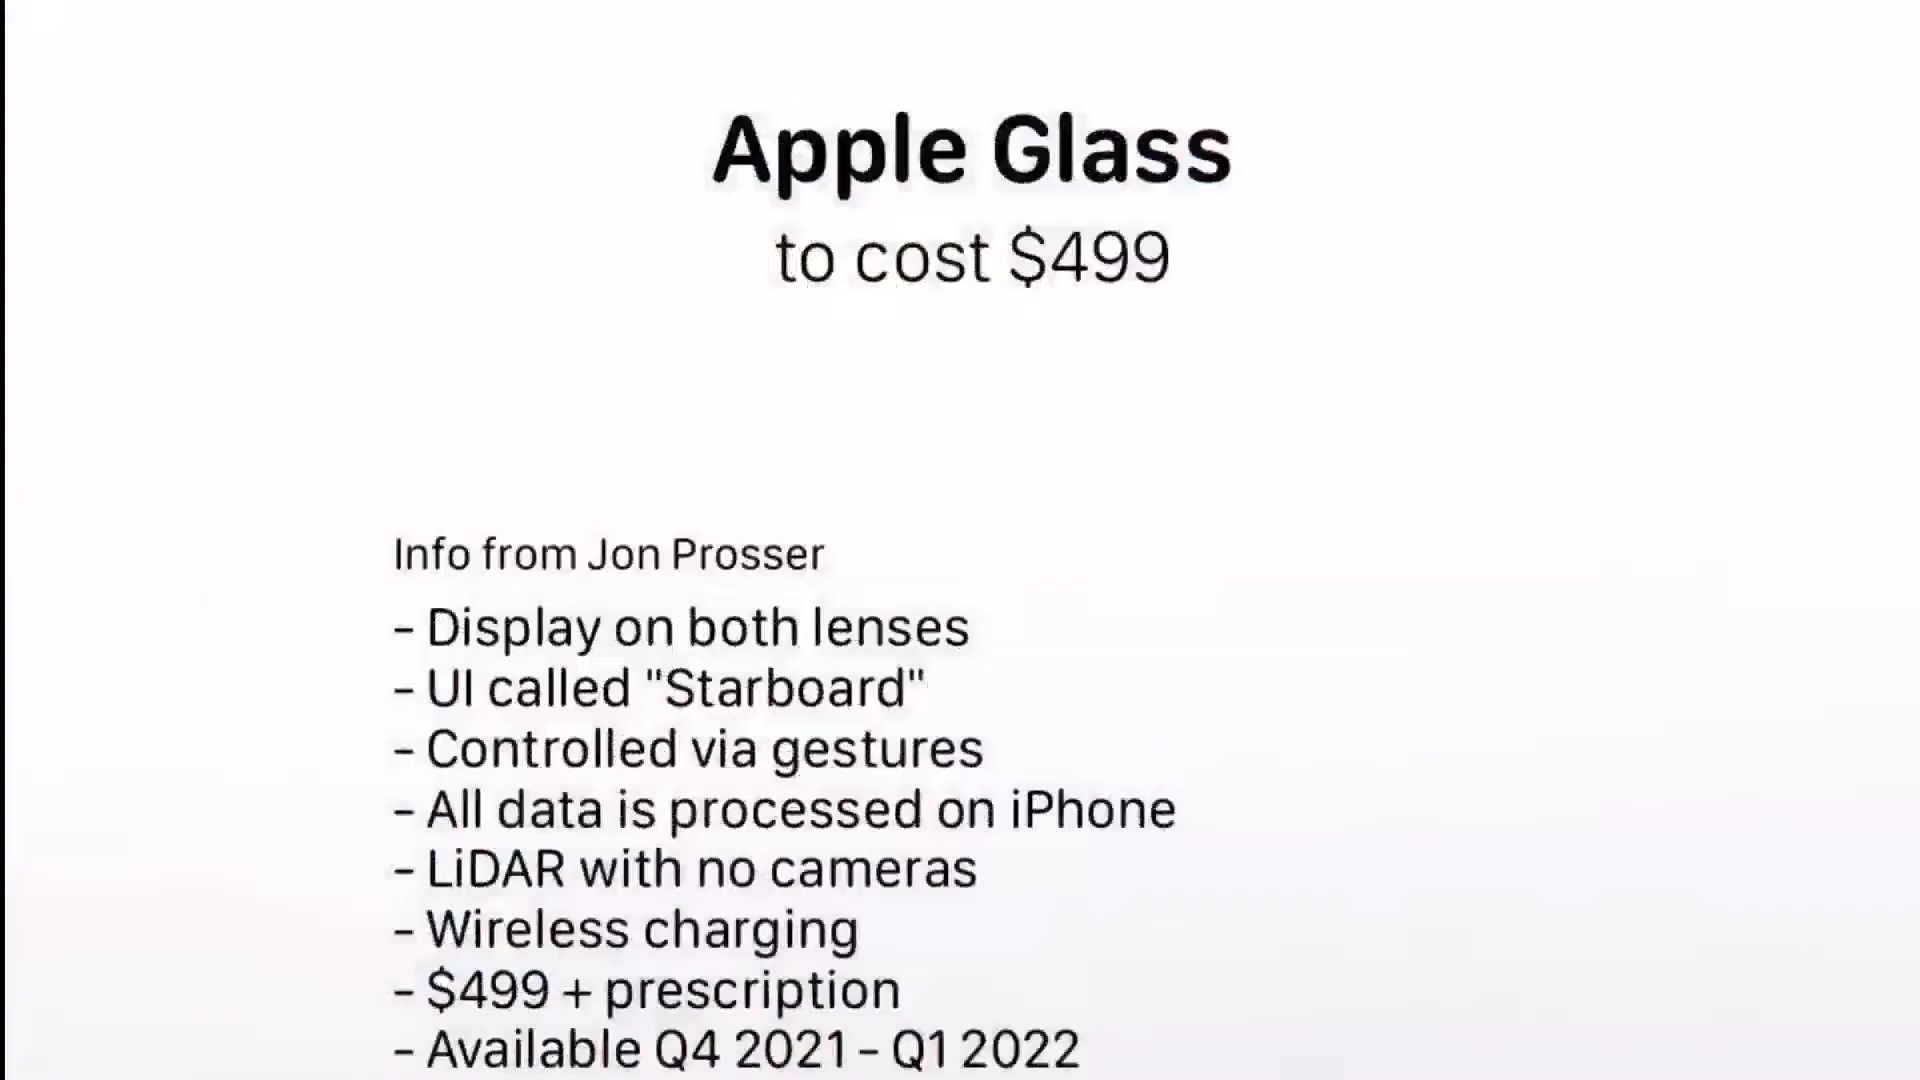 Apple Glass
to cost $499
Info from Jon Prosser
- Display on both lenses
- UI called "Starboard"
- Controlled via gestures
- All data is processed on iPhone
- LiDAR with no cameras
- Wireless charging
- $499 + prescription
- Available Q4 2021 - Q1 2022